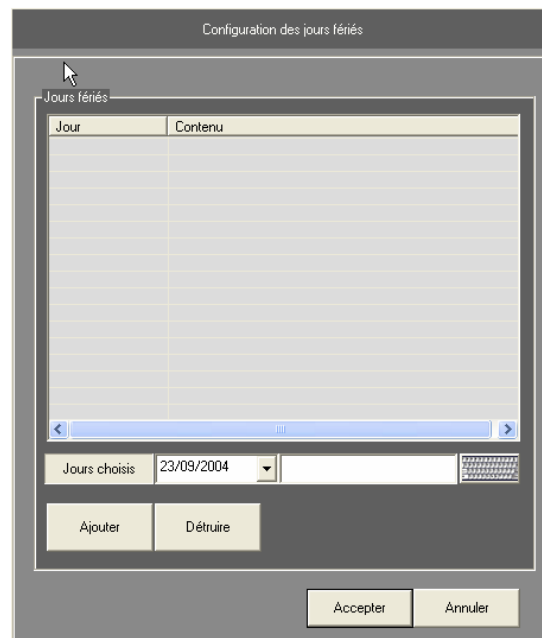 Configuration des jours fériés
Jours fériés
Jour Contenu
Jours choisis 23/09/2004
Ajouter Détruire
Accepter Annuler